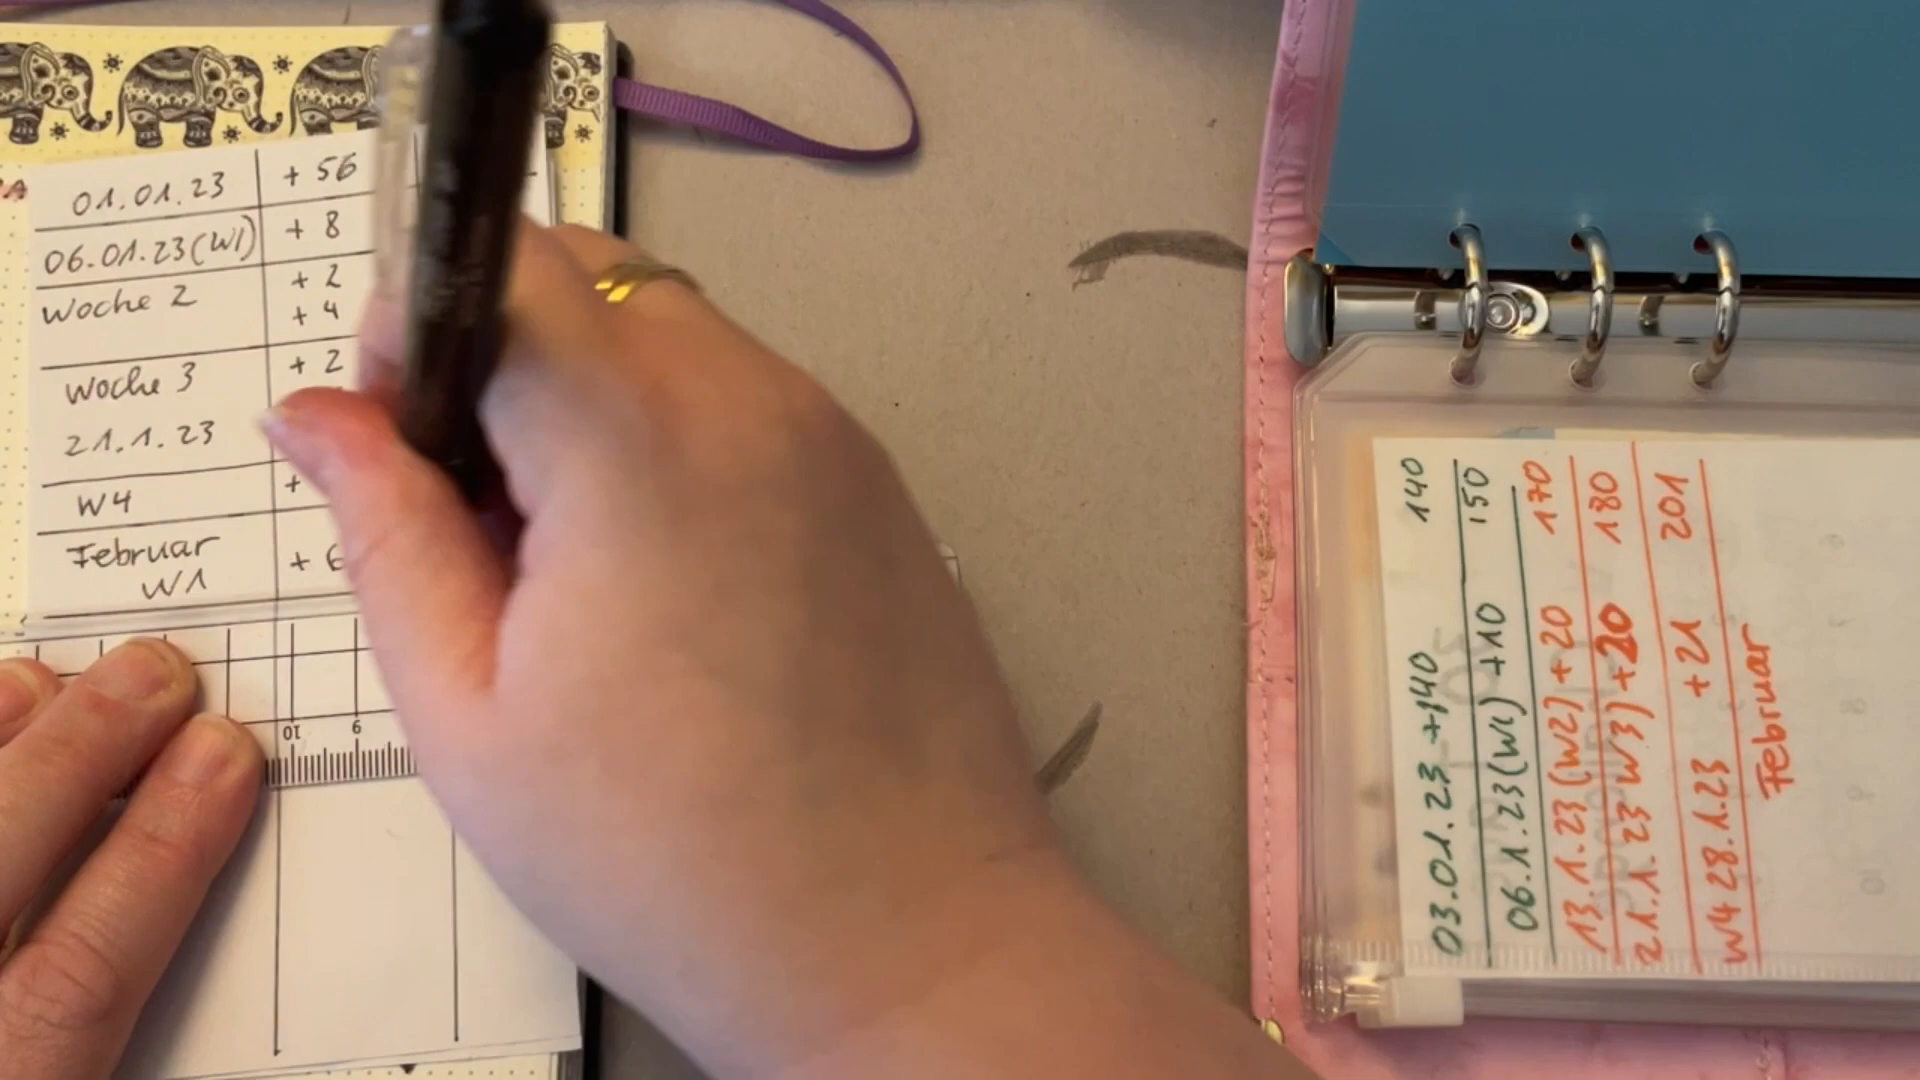 01.01.23 + 56
06.01.23(W1) + 8
Woche 2 + 2
+ 4
Woche 3 + 2
21.1.23
W4 +
Februar + 6
W1
10 9
03.01.23 +140 140
06.1.23(W1) +10 150
13.1.23(W2) +20 170
21.1.23 W3) +20 180
W4 28.1.23 +21 201
Februar